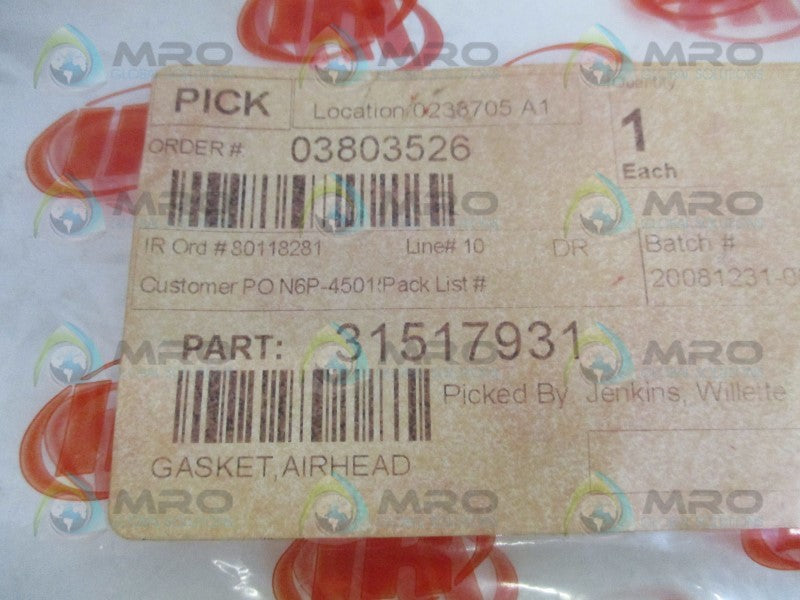 PICK
Location 0238705 A1
Quantity
1
Each
ORDER # 03803526
IR Ord # 80118281 Line# 10 DR
Batch #
20081231-0
Customer PO N6P-4501 Pack List #
PART: 31517931
Picked By Jenkins, Willette
GASKET,AIRHEAD
MRO